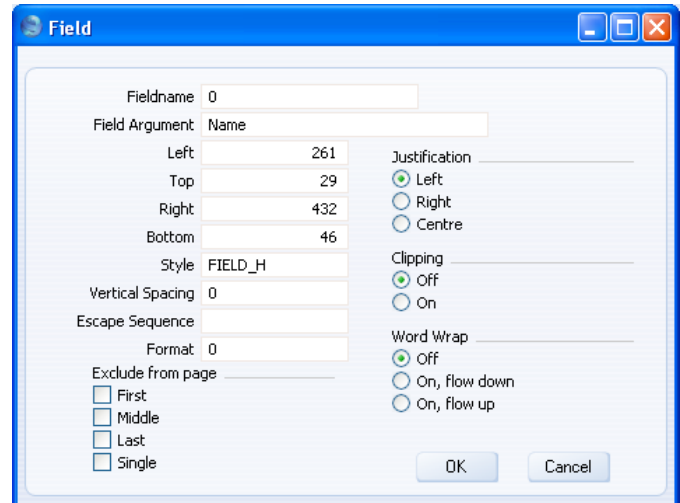 Field
Fieldname 0
Field Argument Name
Left 261
Top 29
Right 432
Bottom 46
Style FIELD_H
Vertical Spacing 0
Escape Sequence
Format 0
Exclude from page
First
Middle
Last
Single
Justification
Left
Right
Centre
Clipping
Off
On
Word Wrap
Off
On, flow down
On, flow up
OK Cancel